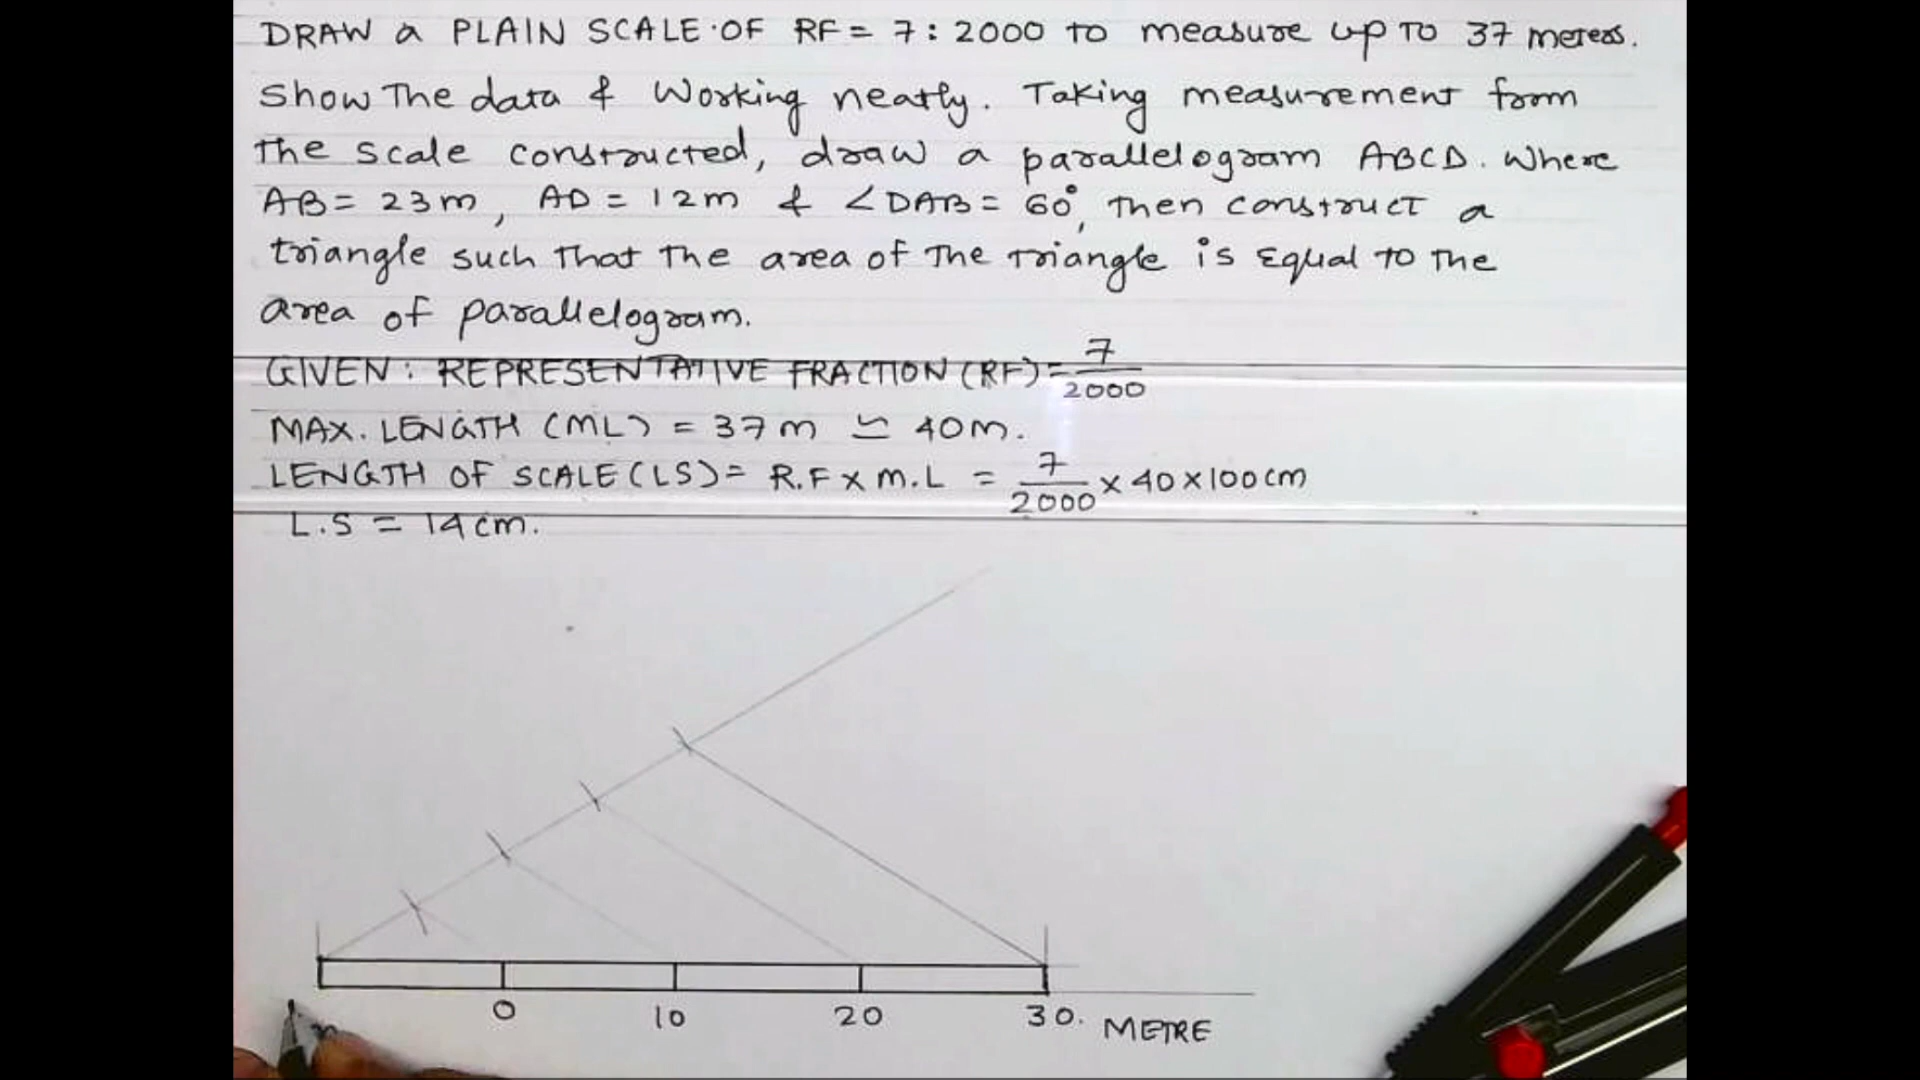 DRAW a PLAIN SCALE OF RF = 7 : 2000 to measure up to 37 meters.
Show The data & Working neatly. Taking measurement from
the scale constructed, draw a parallelogram ABCD. Where
AB = 23m, AD = 12m & ∠DAB = 60°, then construct a
triangle such that the area of the triangle is Equal to the
area of parallelogram.
GIVEN: REPRESENTATIVE FRACTION (RF) = 7/2000
MAX. LENGTH (ML) = 37m ≃ 40m.
LENGTH OF SCALE (LS) = R.F x M.L = 7/2000 x 40 x 100 cm
L.S = 14 cm.
0 10 20 30. METRE